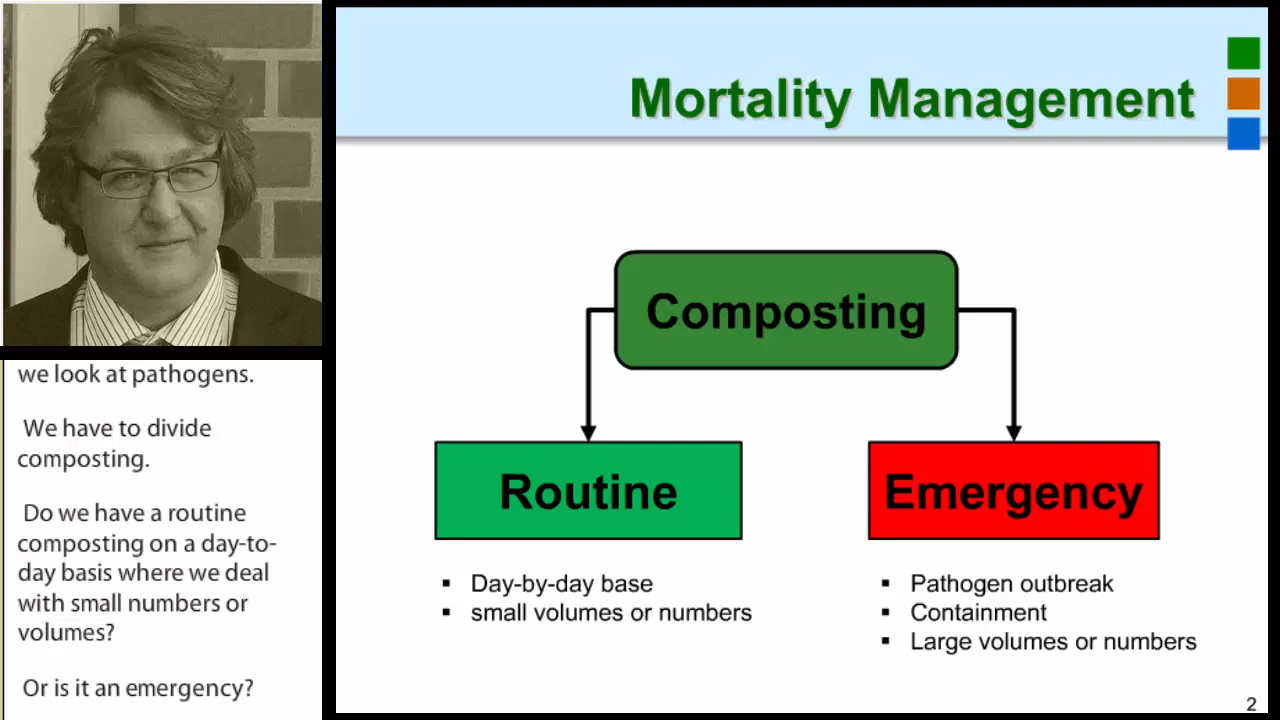 we look at pathogens.
We have to divide
composting.
Do we have a routine
composting on a day-to-
day basis where we deal
with small numbers or
volumes?
Or is it an emergency?
Mortality Management
Composting
Routine
▪ Day-by-day base
▪ small volumes or numbers
Emergency
▪ Pathogen outbreak
▪ Containment
▪ Large volumes or numbers
2